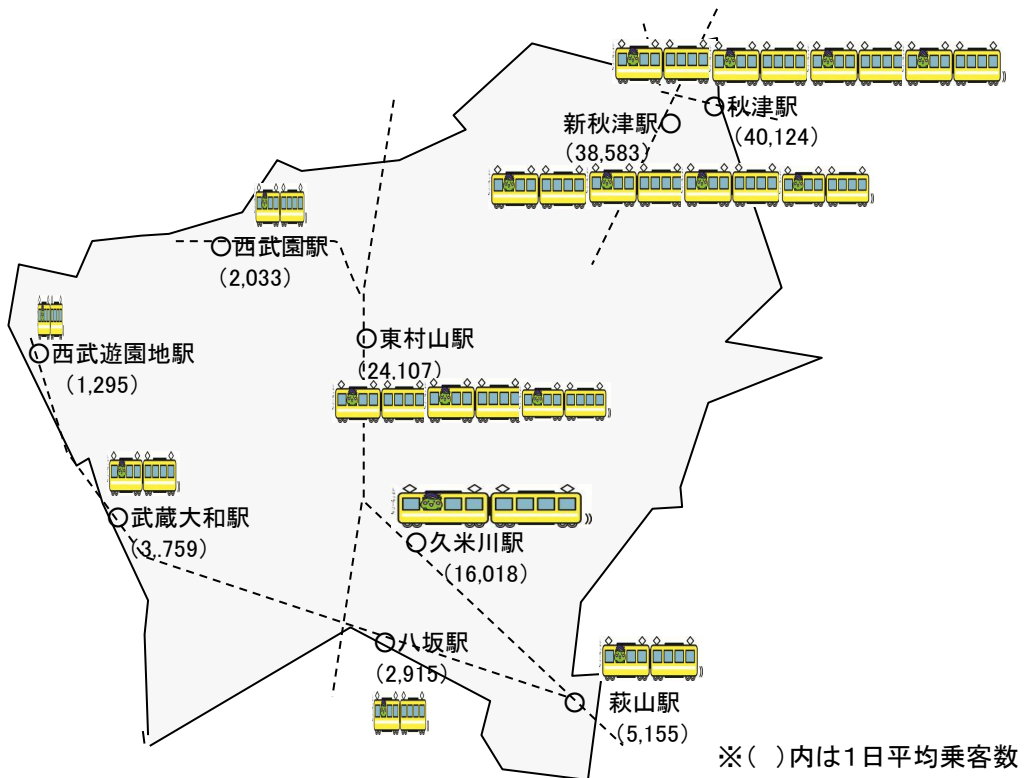 秋津駅
(40,124)
新秋津駅
(38,583)
西武園駅
(2,033)
東村山駅
(24,107)
西武遊園地駅
(1,295)
武蔵大和駅
(3,.759)
久米川駅
(16,018)
八坂駅
(2,915)
萩山駅
(5,155)
※( )内は1日平均乗客数